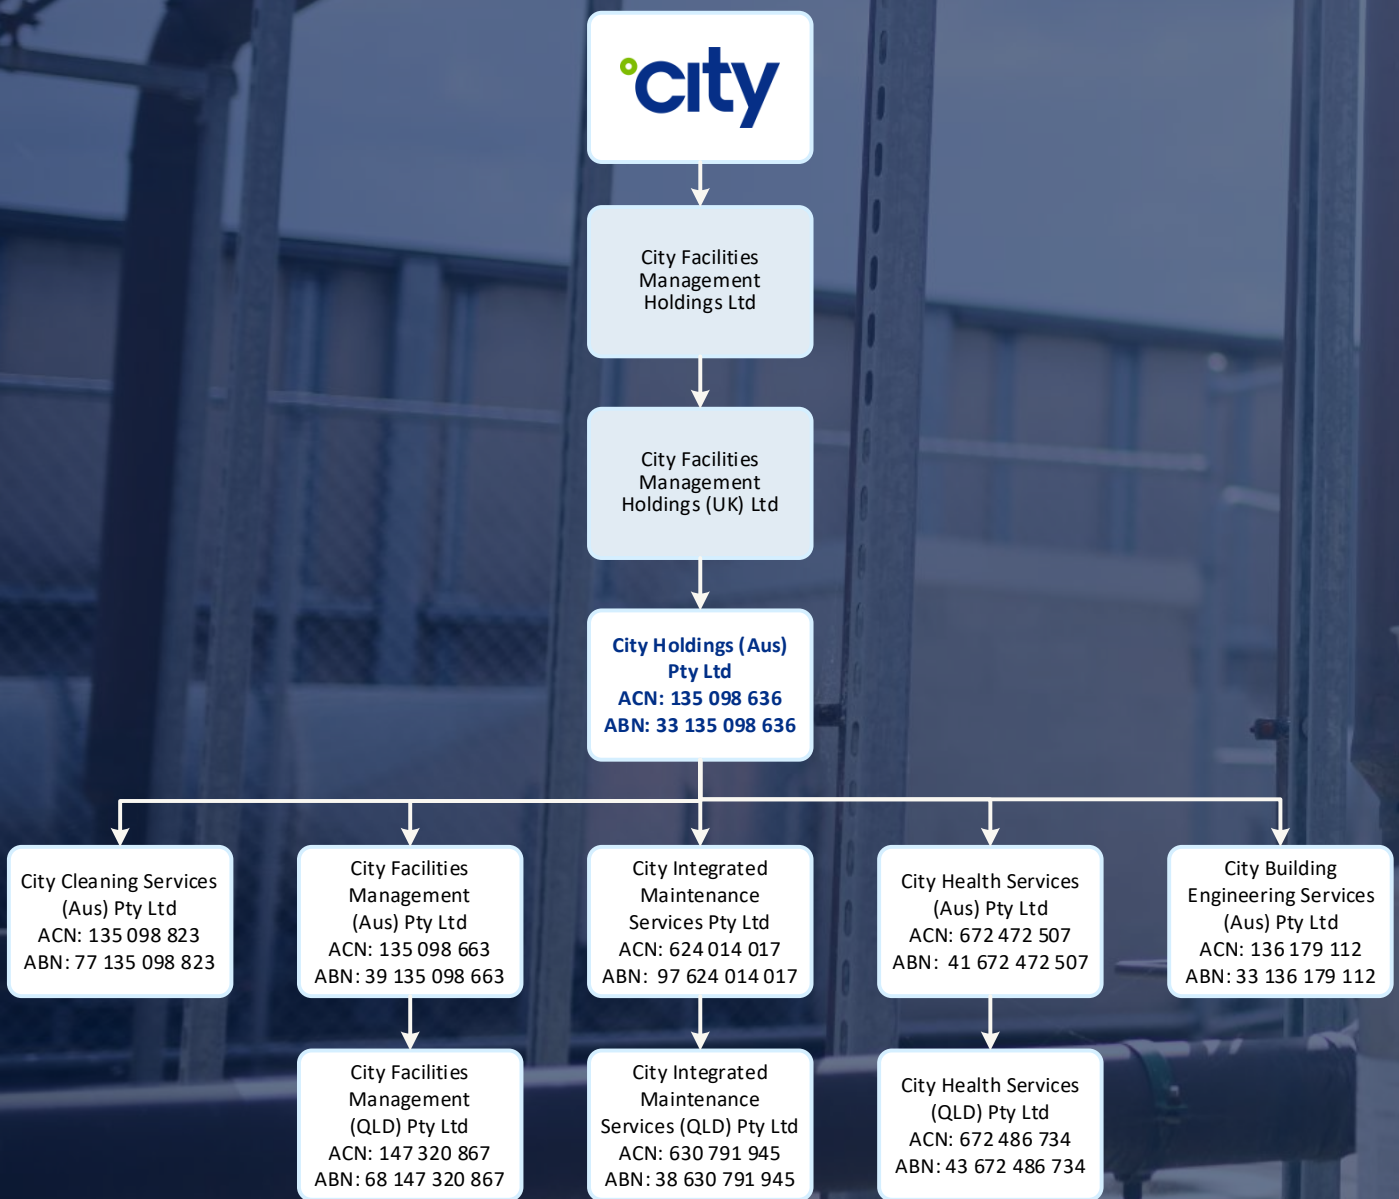 city
City Facilities
Management
Holdings Ltd
City Facilities
Management
Holdings (UK) Ltd
City Holdings (Aus)
Pty Ltd
ACN: 135 098 636
ABN: 33 135 098 636
City Cleaning Services
(Aus) Pty Ltd
ACN: 135 098 823
ABN: 77 135 098 823
City Facilities
Management
(Aus) Pty Ltd
ACN: 135 098 663
ABN: 39 135 098 663
City Integrated
Maintenance
Services Pty Ltd
ACN: 624 014 017
ABN: 97 624 014 017
City Health Services
(Aus) Pty Ltd
ACN: 672 472 507
ABN: 41 672 472 507
City Building
Engineering Services
(Aus) Pty Ltd
ACN: 136 179 112
ABN: 33 136 179 112
City Facilities
Management
(QLD) Pty Ltd
ACN: 147 320 867
ABN: 68 147 320 867
City Integrated
Maintenance
Services (QLD) Pty Ltd
ACN: 630 791 945
ABN: 38 630 791 945
City Health Services
(QLD) Pty Ltd
ACN: 672 486 734
ABN: 43 672 486 734